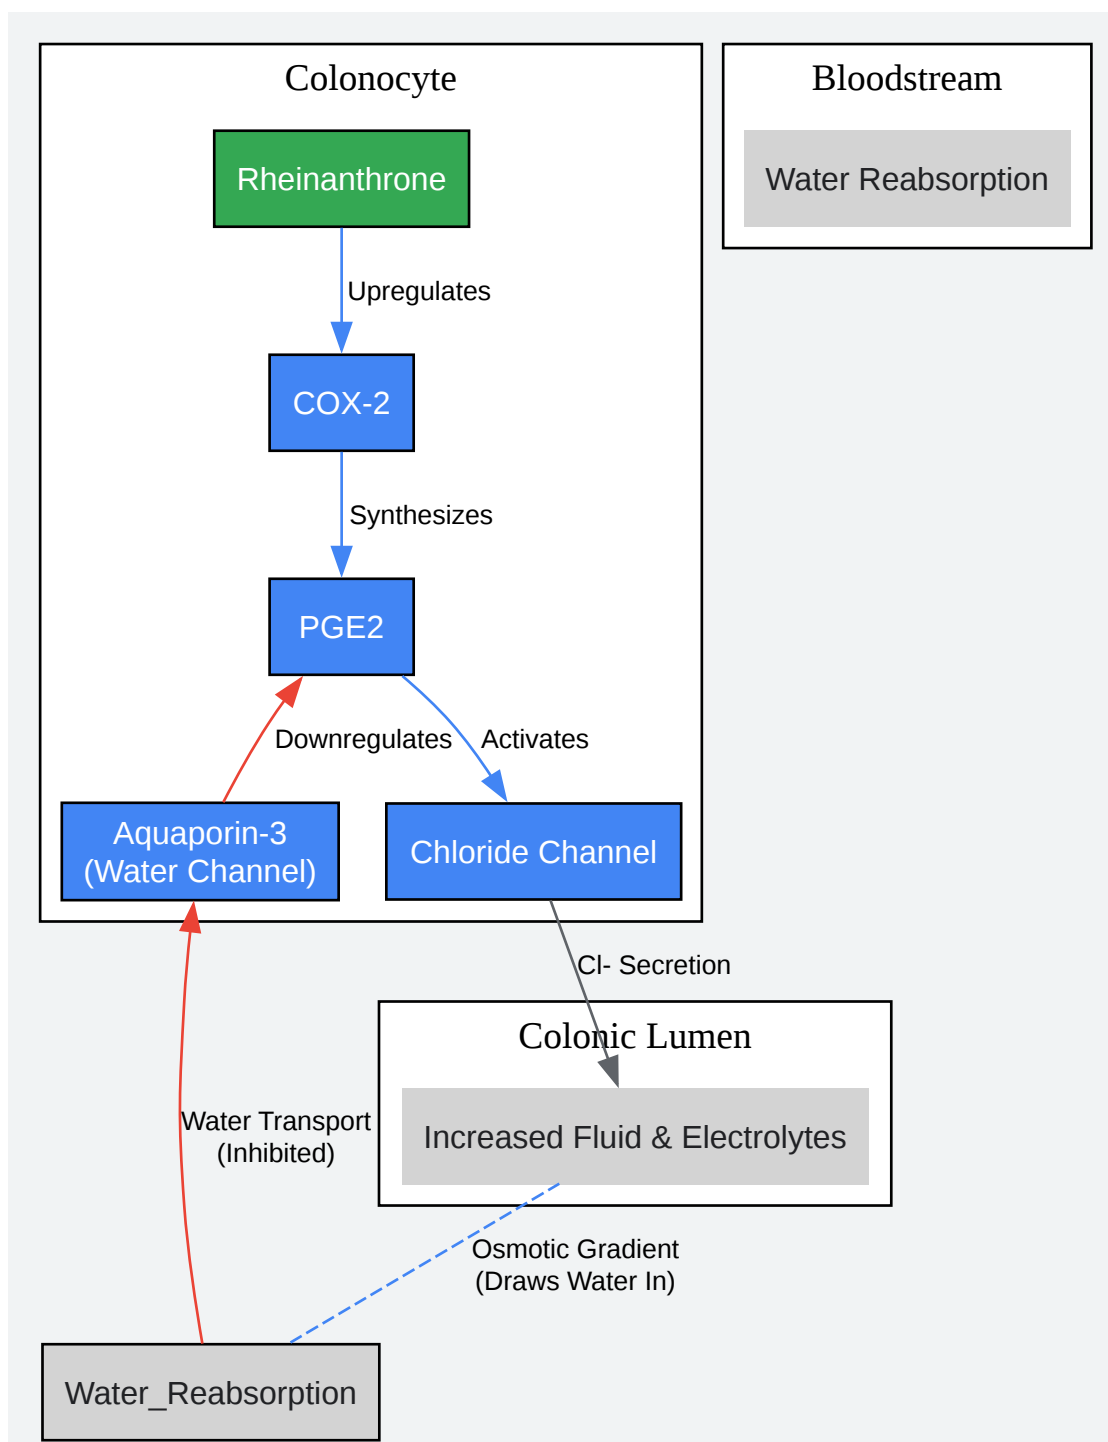 Colonocyte
Bloodstream
Rheinanthrone
Water Reabsorption
Upregulates
COX-2
Synthesizes
PGE2
Downregulates
Activates
Aquaporin-3
(Water Channel)
Chloride Channel
Cl- Secretion
Colonic Lumen
Increased Fluid & Electrolytes
Water Transport
(Inhibited)
Osmotic Gradient
(Draws Water In)
Water_Reabsorption